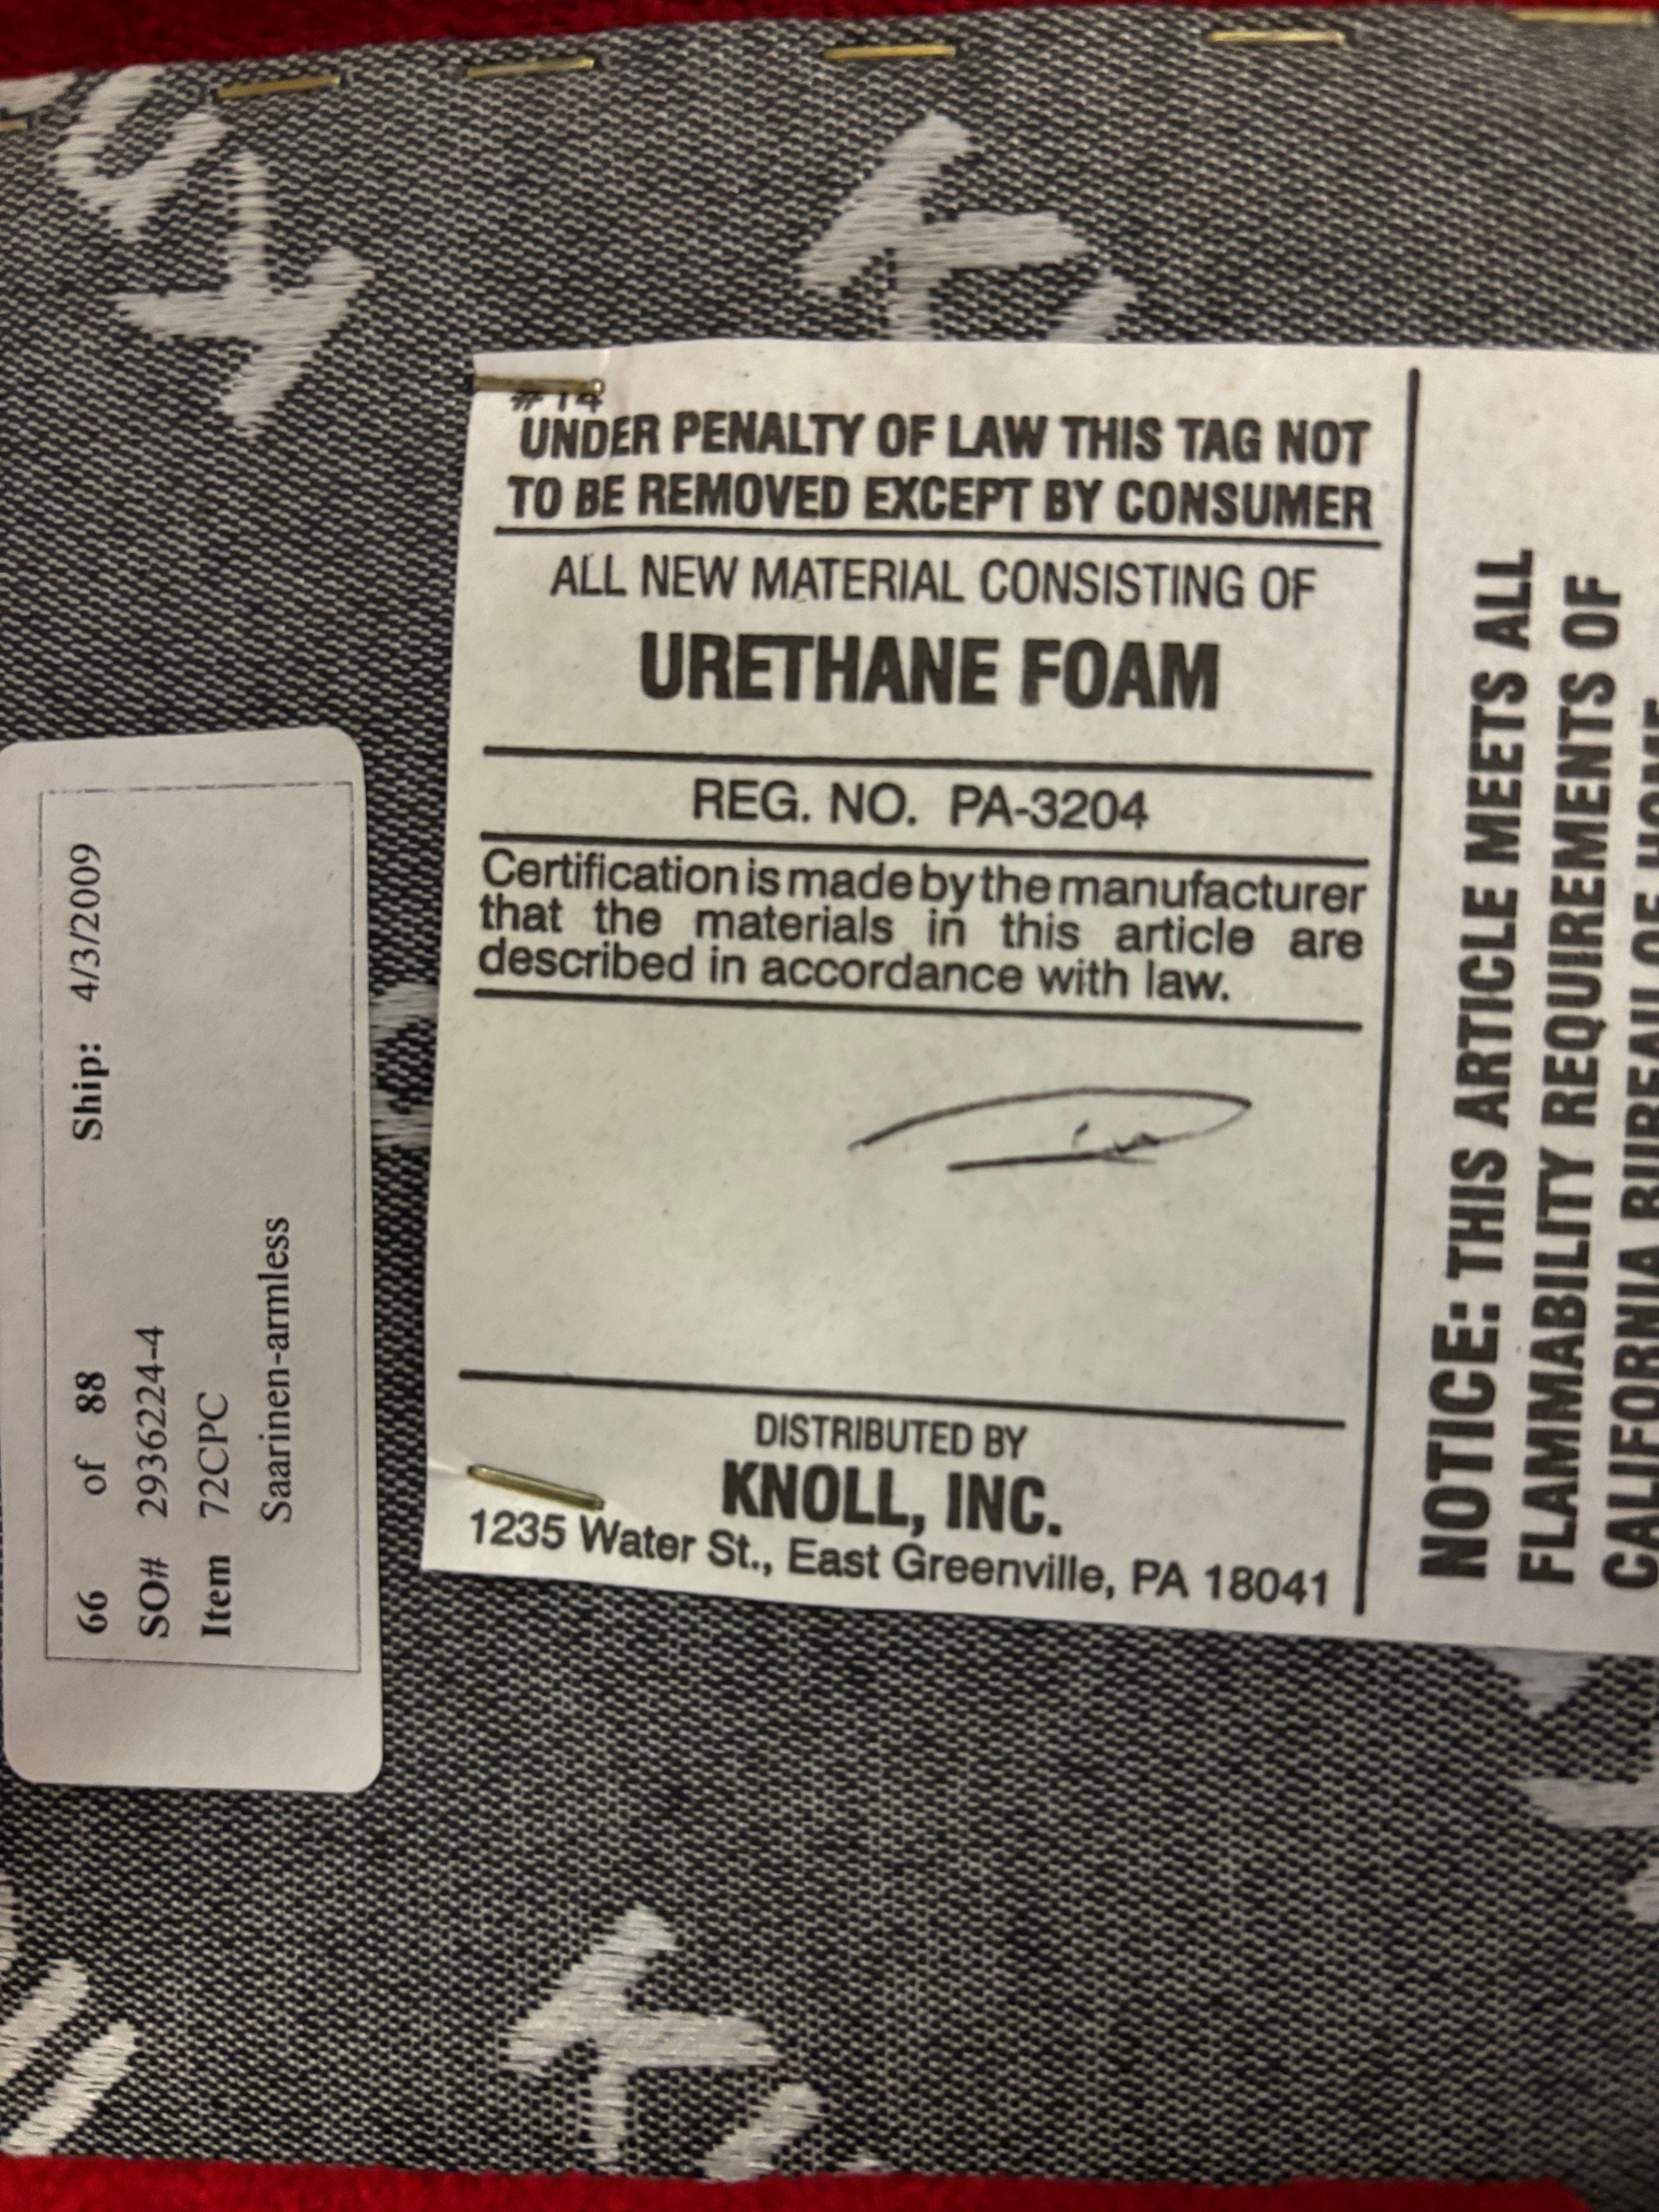 #14
UNDER PENALTY OF LAW THIS TAG NOT
TO BE REMOVED EXCEPT BY CONSUMER
ALL NEW MATERIAL CONSISTING OF
URETHANE FOAM
REG. NO. PA-3204
Certification is made by the manufacturer
that the materials in this article are
described in accordance with law.
DISTRIBUTED BY
KNOLL, INC.
1235 Water St., East Greenville, PA 18041
NOTICE: THIS ARTICLE MEETS ALL
FLAMMABILITY REQUIREMENTS OF
CALIFORNIA BUREAU OF HOME
66 of 88 Ship: 4/3/2009
SO# 2936224-4
Item 72CPC
Saarinen-armless